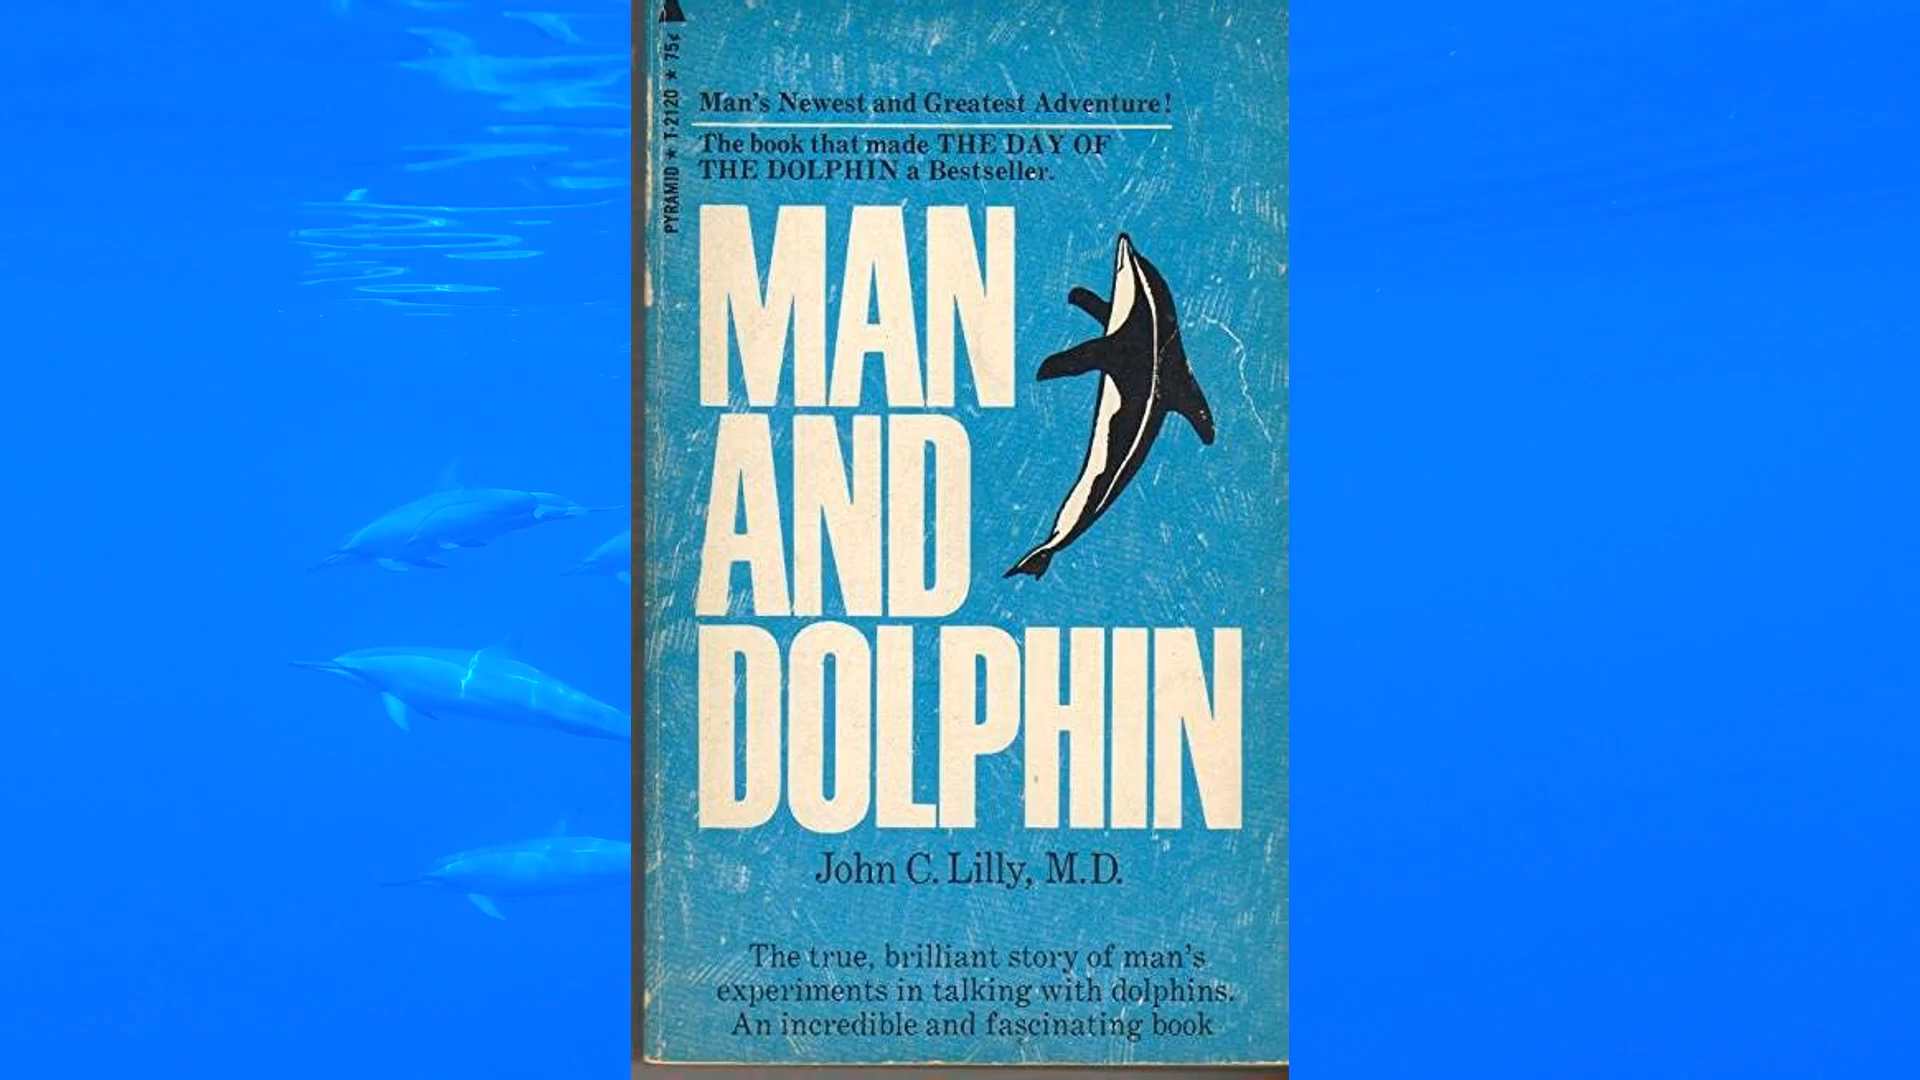 PYRAMID ★ T-2120 ★ 75¢
Man's Newest and Greatest Adventure!
The book that made THE DAY OF
THE DOLPHIN a Bestseller.
MAN
AND
DOLPHIN
John C. Lilly, M.D.
The true, brilliant story of man's
experiments in talking with dolphins.
An incredible and fascinating book